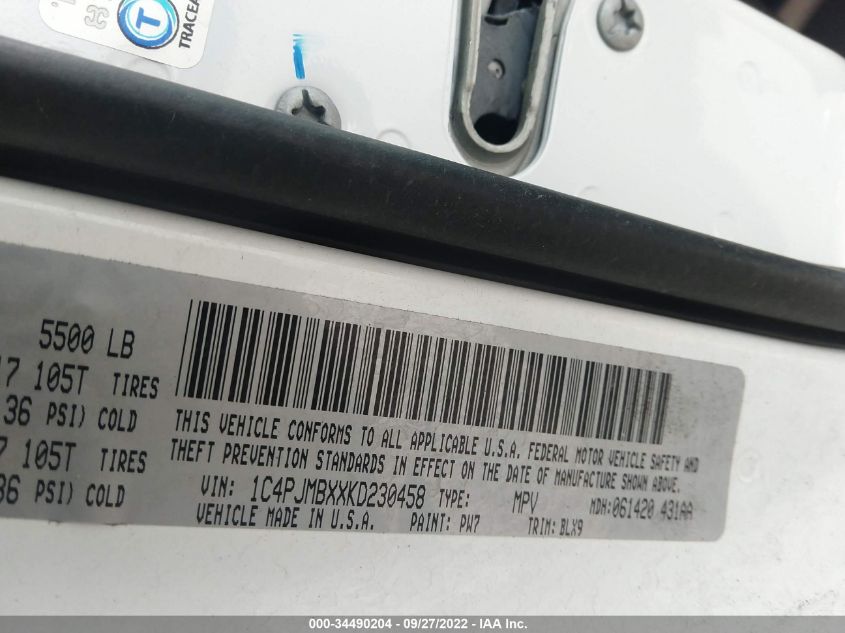 T
TRACEA
5500 LB
17 105T TIRES
36 PSI) COLD
7 105T TIRES
36 PSI) COLD
THIS VEHICLE CONFORMS TO ALL APPLICABLE U.S.A. FEDERAL MOTOR VEHICLE SAFETY AND
THEFT PREVENTION STANDARDS IN EFFECT ON THE DATE OF MANUFACTURE SHOWN ABOVE.
VIN: 1C4PJMBXXKD230458 TYPE: MPV MDH:061420 431AA
VEHICLE MADE IN U.S.A. PAINT: PW7 TRIM: BLX9
000-34490204 - 09/27/2022 - IAA Inc.